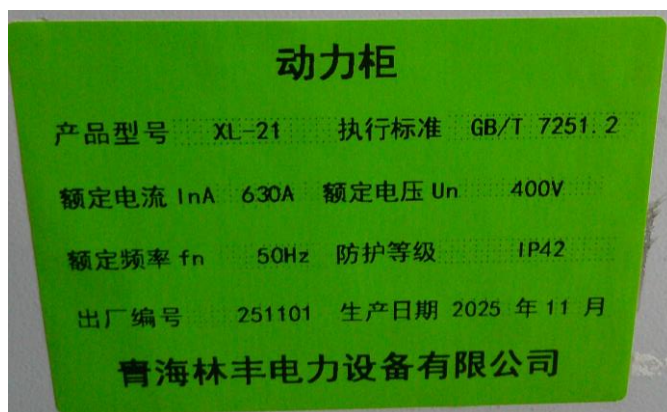 动力柜
产品型号 XL-21 执行标准 GB/T 7251.2
额定电流 InA 630A 额定电压 Un 400V
额定频率 fn 50Hz 防护等级 IP42
出厂编号 251101 生产日期 2025 年 11 月
青海林丰电力设备有限公司